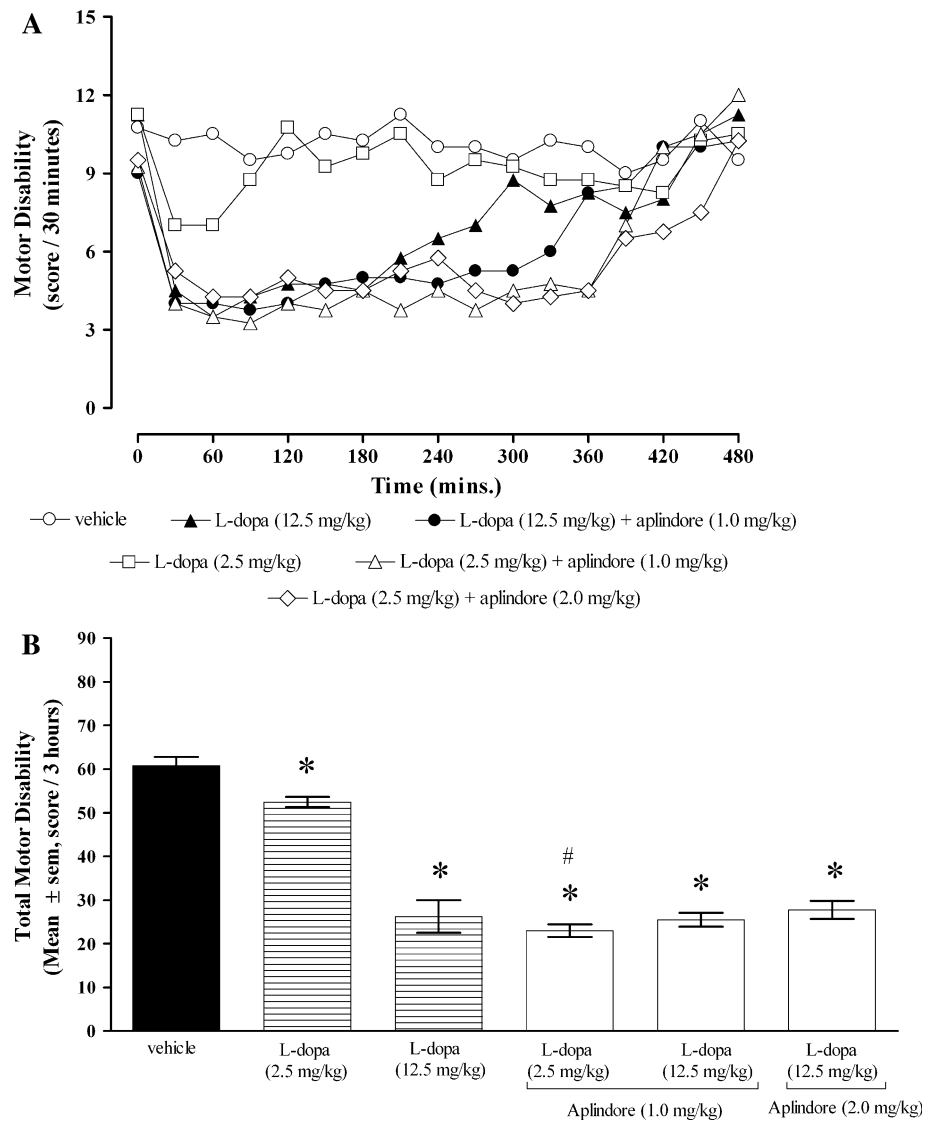 A
Motor Disability
(score / 30 minutes)
15
12
9
6
3
0
0 60 120 180 240 300 360 420 480
Time (mins.)
vehicle L-dopa (12.5 mg/kg) L-dopa (12.5 mg/kg) + aplindore (1.0 mg/kg)
L-dopa (2.5 mg/kg) L-dopa (2.5 mg/kg) + aplindore (1.0 mg/kg)
L-dopa (2.5 mg/kg) + aplindore (2.0 mg/kg)
B
Total Motor Disability
(Mean ± sem, score / 3 hours)
90
80
70
60
50
40
30
20
10
0
*
*
#
*
*
*
vehicle L-dopa L-dopa L-dopa L-dopa L-dopa
(2.5 mg/kg) (12.5 mg/kg) (2.5 mg/kg) (12.5 mg/kg) (12.5 mg/kg)
Aplindore (1.0 mg/kg) Aplindore (2.0 mg/kg)